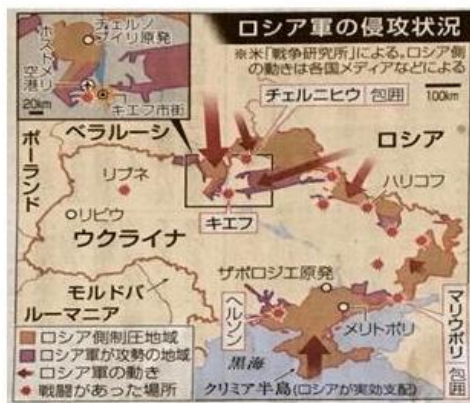 ロシア軍の侵攻状況
※米「戦争研究所」による。ロシア側
の動きは各国メディアなどによる
チェルノ
ブイリ原発
ホストメリ
空港
キエフ市街
20km
100km
チェルニヒウ 包囲
ポーランド
ベラルーシ
ロシア
リブネ
ハリコフ
リビウ
キエフ
ウクライナ
ザポロジエ原発
モルドバ
ルーマニア
ヘルソン
メリトポリ
マリウポリ 包囲
ロシア側制圧地域
ロシア軍が攻勢の地域
ロシア軍の動き
戦闘があった場所
黒海
クリミア半島(ロシアが実効支配)